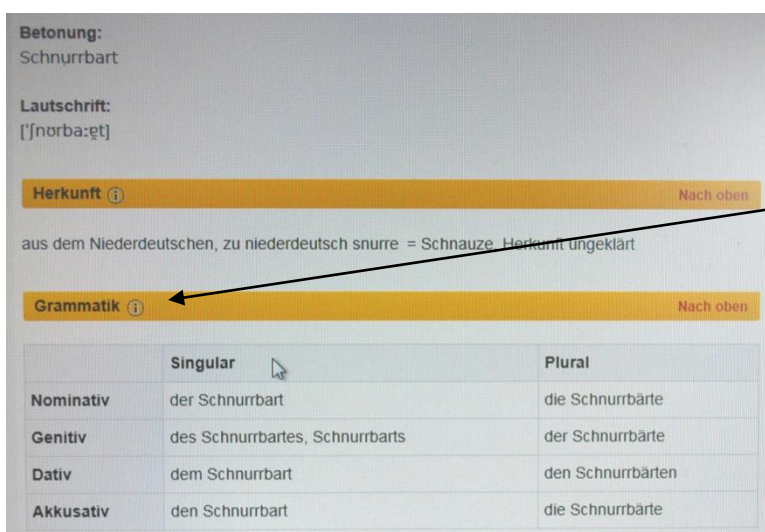 Betonung:
Schnurrbart
Lautschrift:
['ʃnʊrbaːɐ̯t]
Herkunft Nach oben
aus dem Niederdeutschen, zu niederdeutsch snurre = Schnauze, Herkunft ungeklärt
Grammatik Nach oben
Singular Plural
Nominativ der Schnurrbart die Schnurrbärte
Genitiv des Schnurrbartes, Schnurrbarts der Schnurrbärte
Dativ dem Schnurrbart den Schnurrbärten
Akkusativ den Schnurrbart die Schnurrbärte